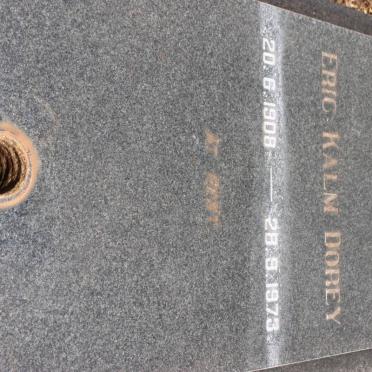 ERIC KALM DOREY
20.6.1908 — 28.9.1973
AT REST